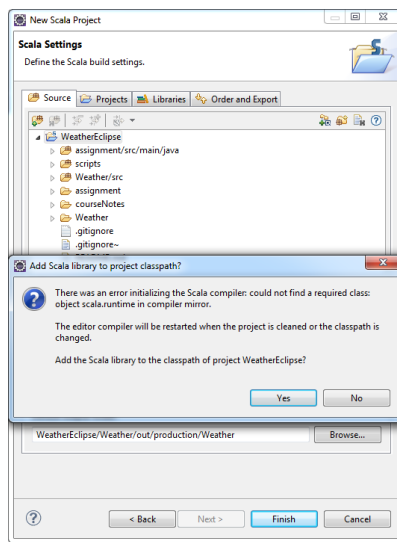 New Scala Project
Scala Settings
Define the Scala build settings.
Source Projects Libraries Order and Export
WeatherEclipse
assignment/src/main/java
scripts
Weather/src
assignment
courseNotes
Weather
.gitignore
.gitignore~
Add Scala library to project classpath?
There was an error initializing the Scala compiler: could not find a required class:
object scala.runtime in compiler mirror.
The editor compiler will be restarted when the project is cleaned or the classpath is
changed.
Add the Scala library to the classpath of project WeatherEclipse?
Yes No
WeatherEclipse/Weather/out/production/Weather Browse...
< Back Next > Finish Cancel